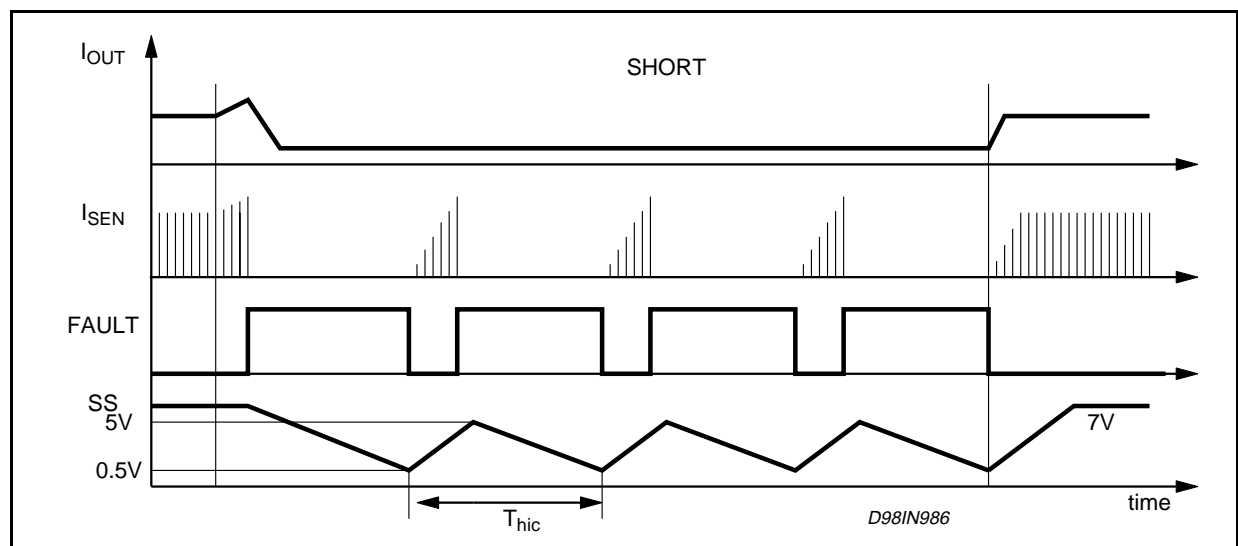 I_OUT
SHORT
I_SEN
FAULT
SS
5V
7V
0.5V
T_hic
D98IN986
time